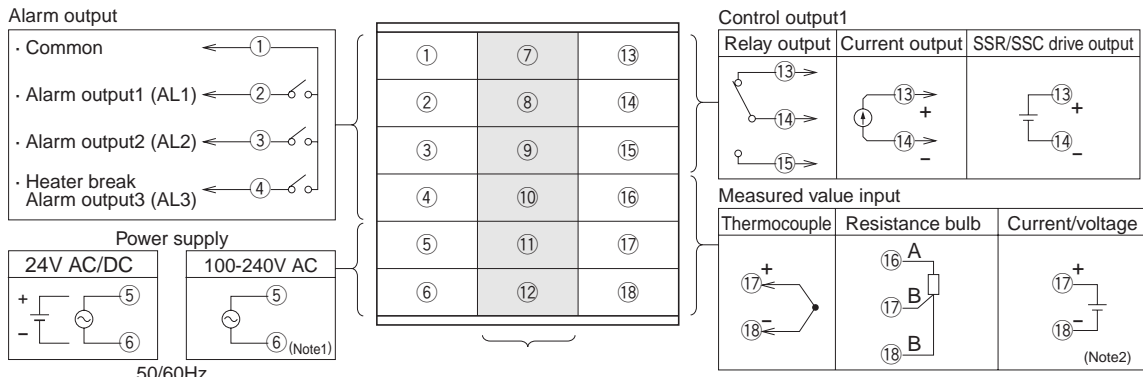 Alarm output
· Common ①
· Alarm output1 (AL1) ②
· Alarm output2 (AL2) ③
· Heater break
Alarm output3 (AL3) ④
Power supply
24V AC/DC
+ ⑤
− ⑥
100-240V AC
⑤
⑥ (Note1)
50/60Hz
① ⑦ ⑬
② ⑧ ⑭
③ ⑨ ⑮
④ ⑩ ⑯
⑤ ⑪ ⑰
⑥ ⑫ ⑱
Control output1
Relay output Current output SSR/SSC drive output
⑬
⑭
⑮
⑬
+
⑭
−
⑬
+
⑭
−
Measured value input
Thermocouple Resistance bulb Current/voltage
⑰ +
⑱ −
⑯ A
⑰ B
⑱ B
⑰ +
⑱ −
(Note2)